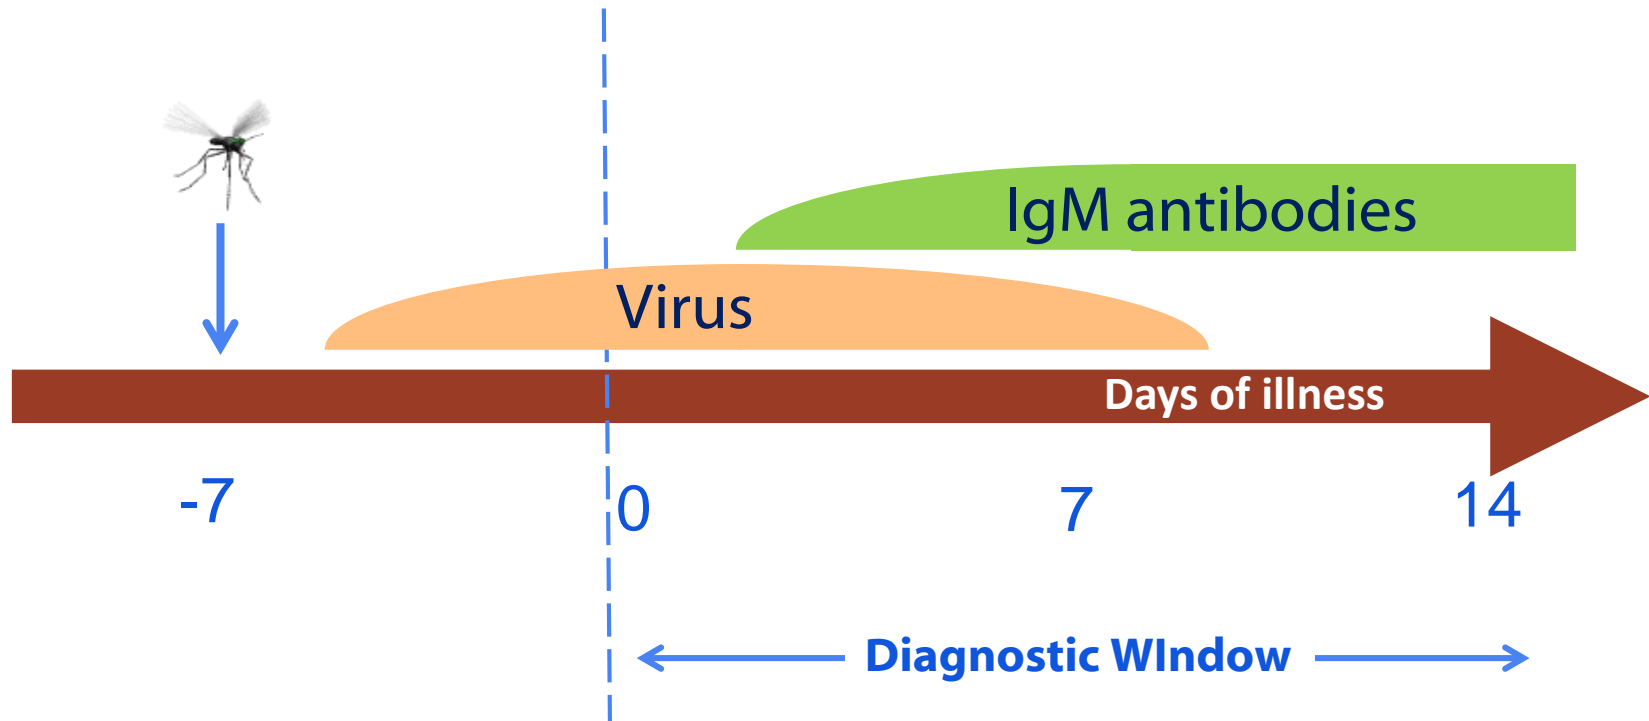 IgM antibodies
Virus
Days of illness
-7 0 7 14
Diagnostic WIndow